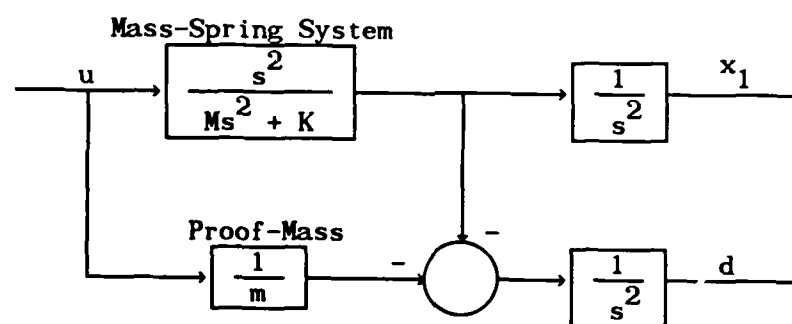 Mass-Spring System
u
s²
Ms² + K
1
s²
x₁
Proof-Mass
1
m
-
-
1
s²
d